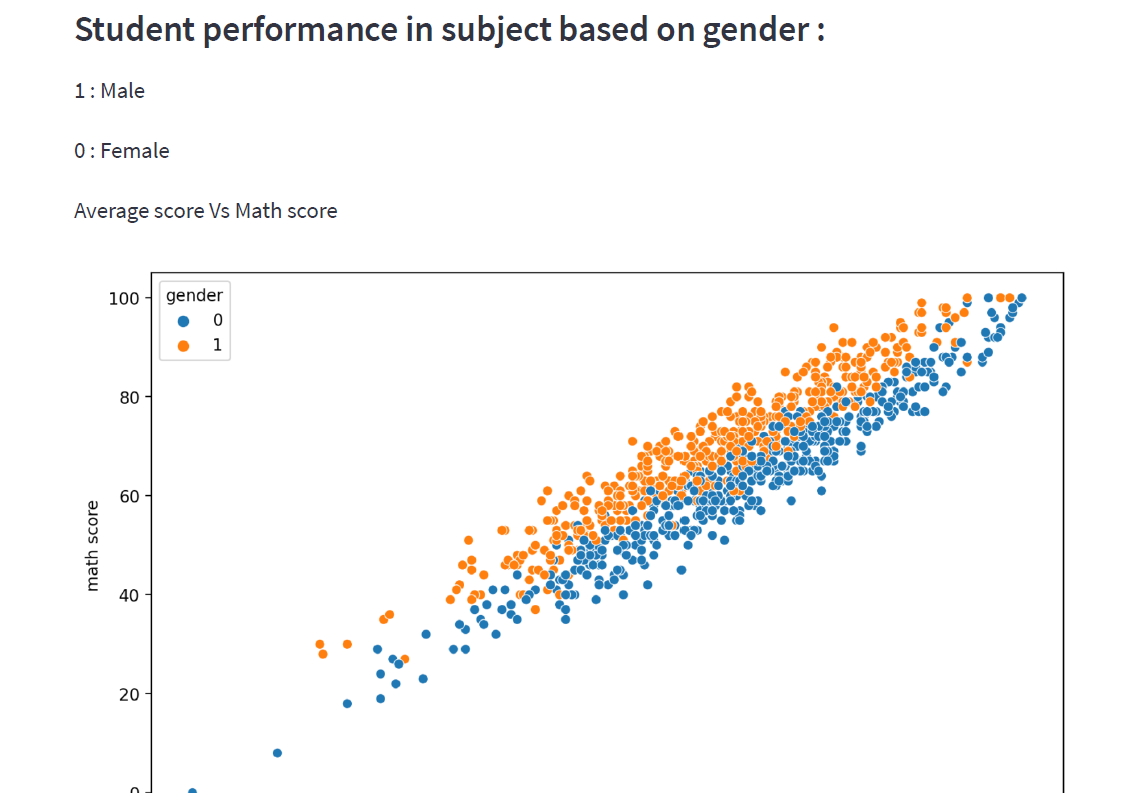 Student performance in subject based on gender :
1 : Male
0 : Female
Average score Vs Math score
gender
0
1
100
80
60
40
20
0
math score